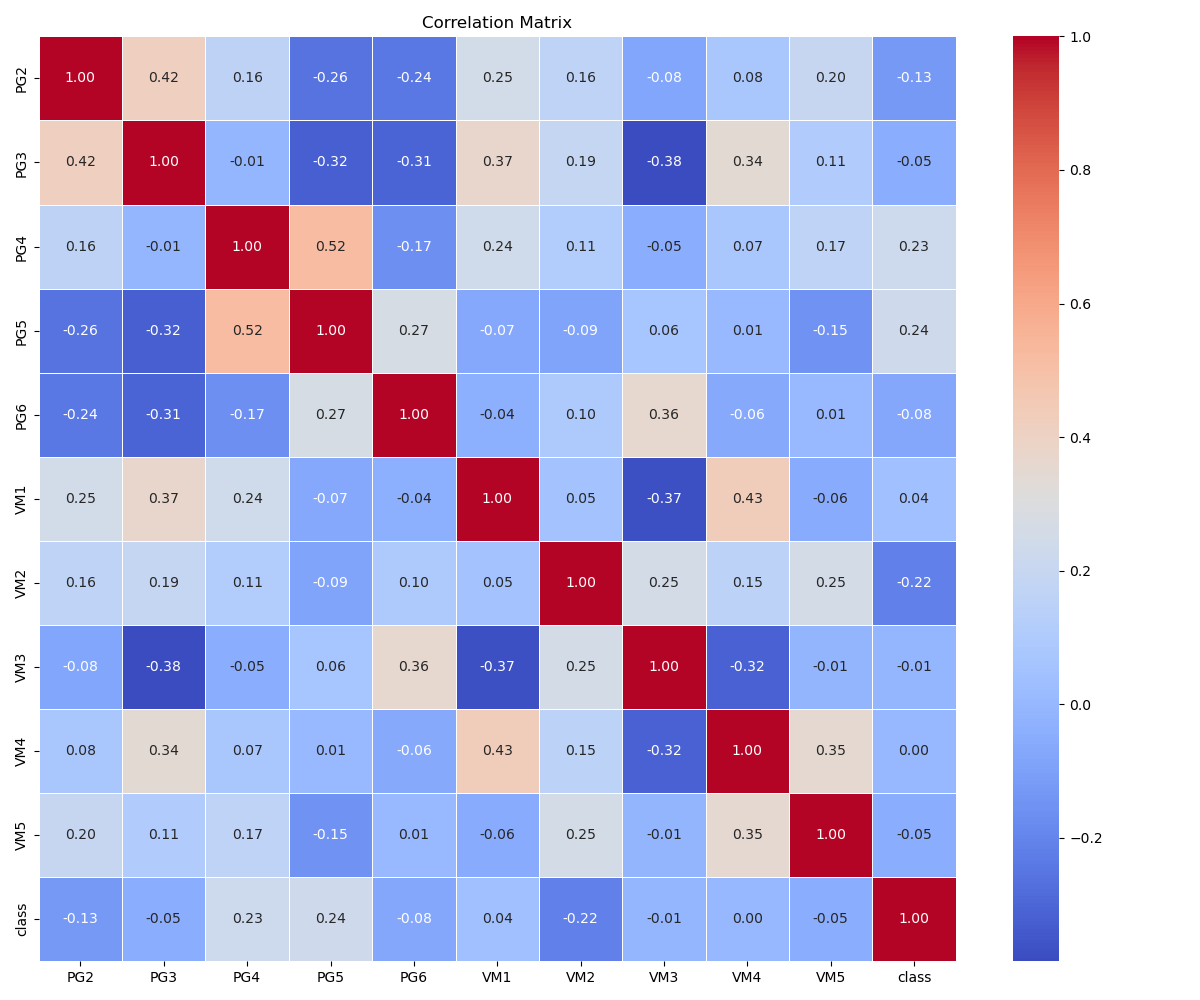 Correlation Matrix
PG2 1.00 0.42 0.16 -0.26 -0.24 0.25 0.16 -0.08 0.08 0.20 -0.13
PG3 0.42 1.00 -0.01 -0.32 -0.31 0.37 0.19 -0.38 0.34 0.11 -0.05
PG4 0.16 -0.01 1.00 0.52 -0.17 0.24 0.11 -0.05 0.07 0.17 0.23
PG5 -0.26 -0.32 0.52 1.00 0.27 -0.07 -0.09 0.06 0.01 -0.15 0.24
PG6 -0.24 -0.31 -0.17 0.27 1.00 -0.04 0.10 0.36 -0.06 0.01 -0.08
VM1 0.25 0.37 0.24 -0.07 -0.04 1.00 0.05 -0.37 0.43 -0.06 0.04
VM2 0.16 0.19 0.11 -0.09 0.10 0.05 1.00 0.25 0.15 0.25 -0.22
VM3 -0.08 -0.38 -0.05 0.06 0.36 -0.37 0.25 1.00 -0.32 -0.01 -0.01
VM4 0.08 0.34 0.07 0.01 -0.06 0.43 0.15 -0.32 1.00 0.35 0.00
VM5 0.20 0.11 0.17 -0.15 0.01 -0.06 0.25 -0.01 0.35 1.00 -0.05
class -0.13 -0.05 0.23 0.24 -0.08 0.04 -0.22 -0.01 0.00 -0.05 1.00
PG2 PG3 PG4 PG5 PG6 VM1 VM2 VM3 VM4 VM5 class
1.0
0.8
0.6
0.4
0.2
0.0
−0.2